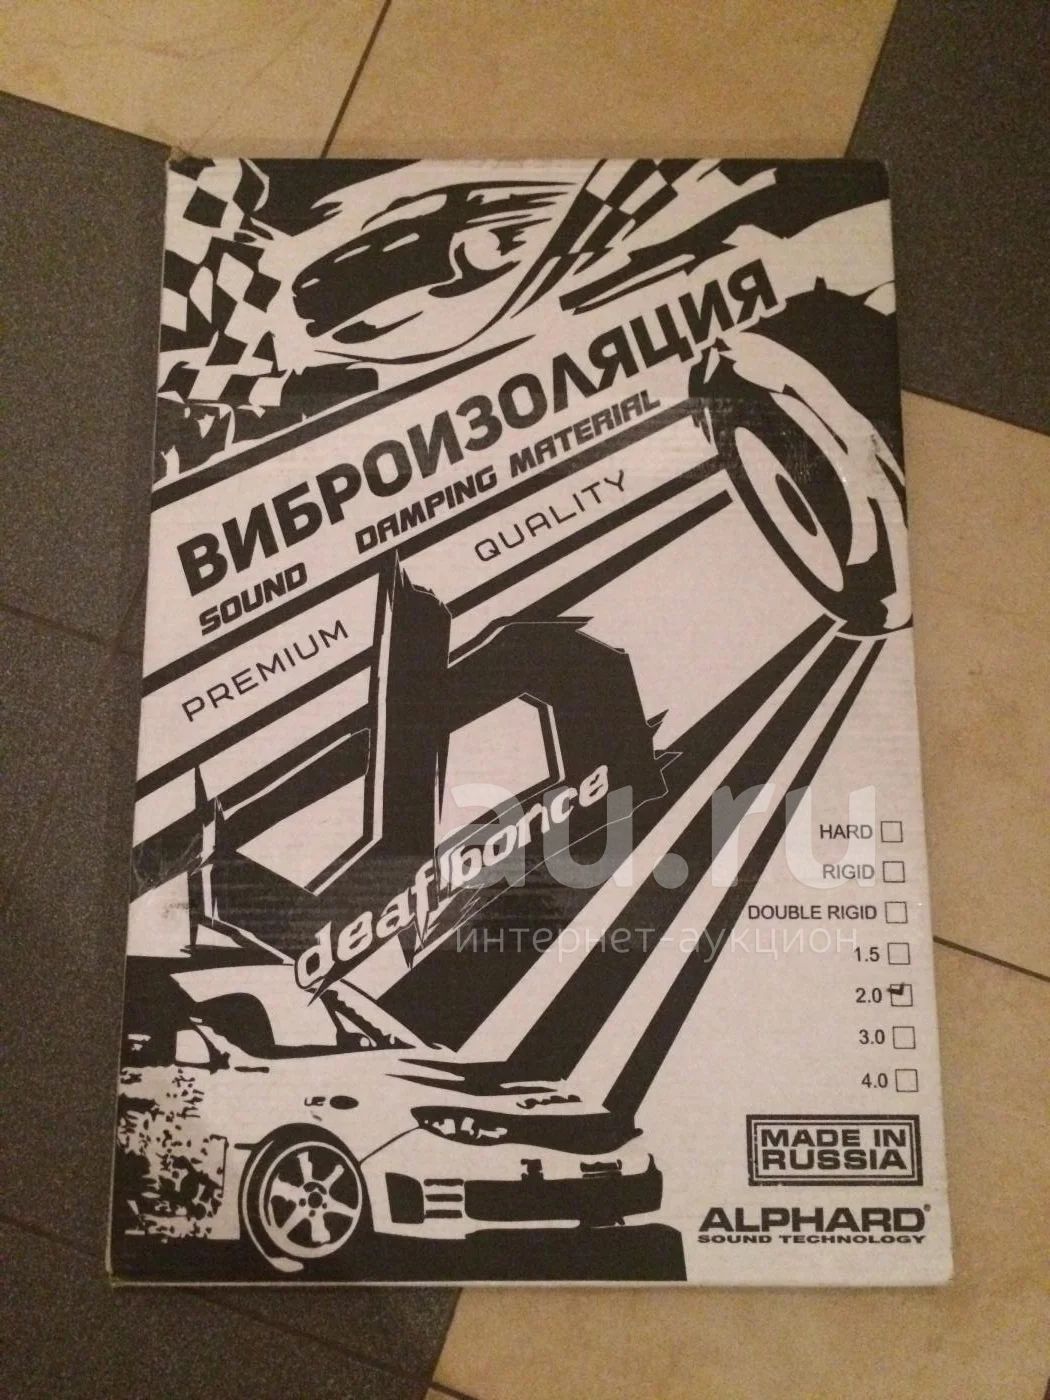 ВИБРОИЗОЛЯЦИЯ
SOUND DAMPING MATERIAL
PREMIUM QUALITY
deaf bonce
au.ru
интернет-аукцион
HARD
RIGID
DOUBLE RIGID
1.5
2.0
3.0
4.0
MADE IN
RUSSIA
ALPHARD®
SOUND TECHNOLOGY